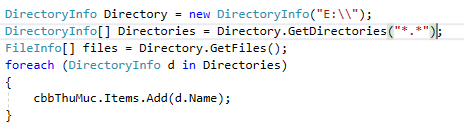 DirectoryInfo Directory = new DirectoryInfo("E:\\");
DirectoryInfo[] Directories = Directory.GetDirectories("*.*");
FileInfo[] files = Directory.GetFiles();
foreach (DirectoryInfo d in Directories)
{
    cbbThuMuc.Items.Add(d.Name);
}